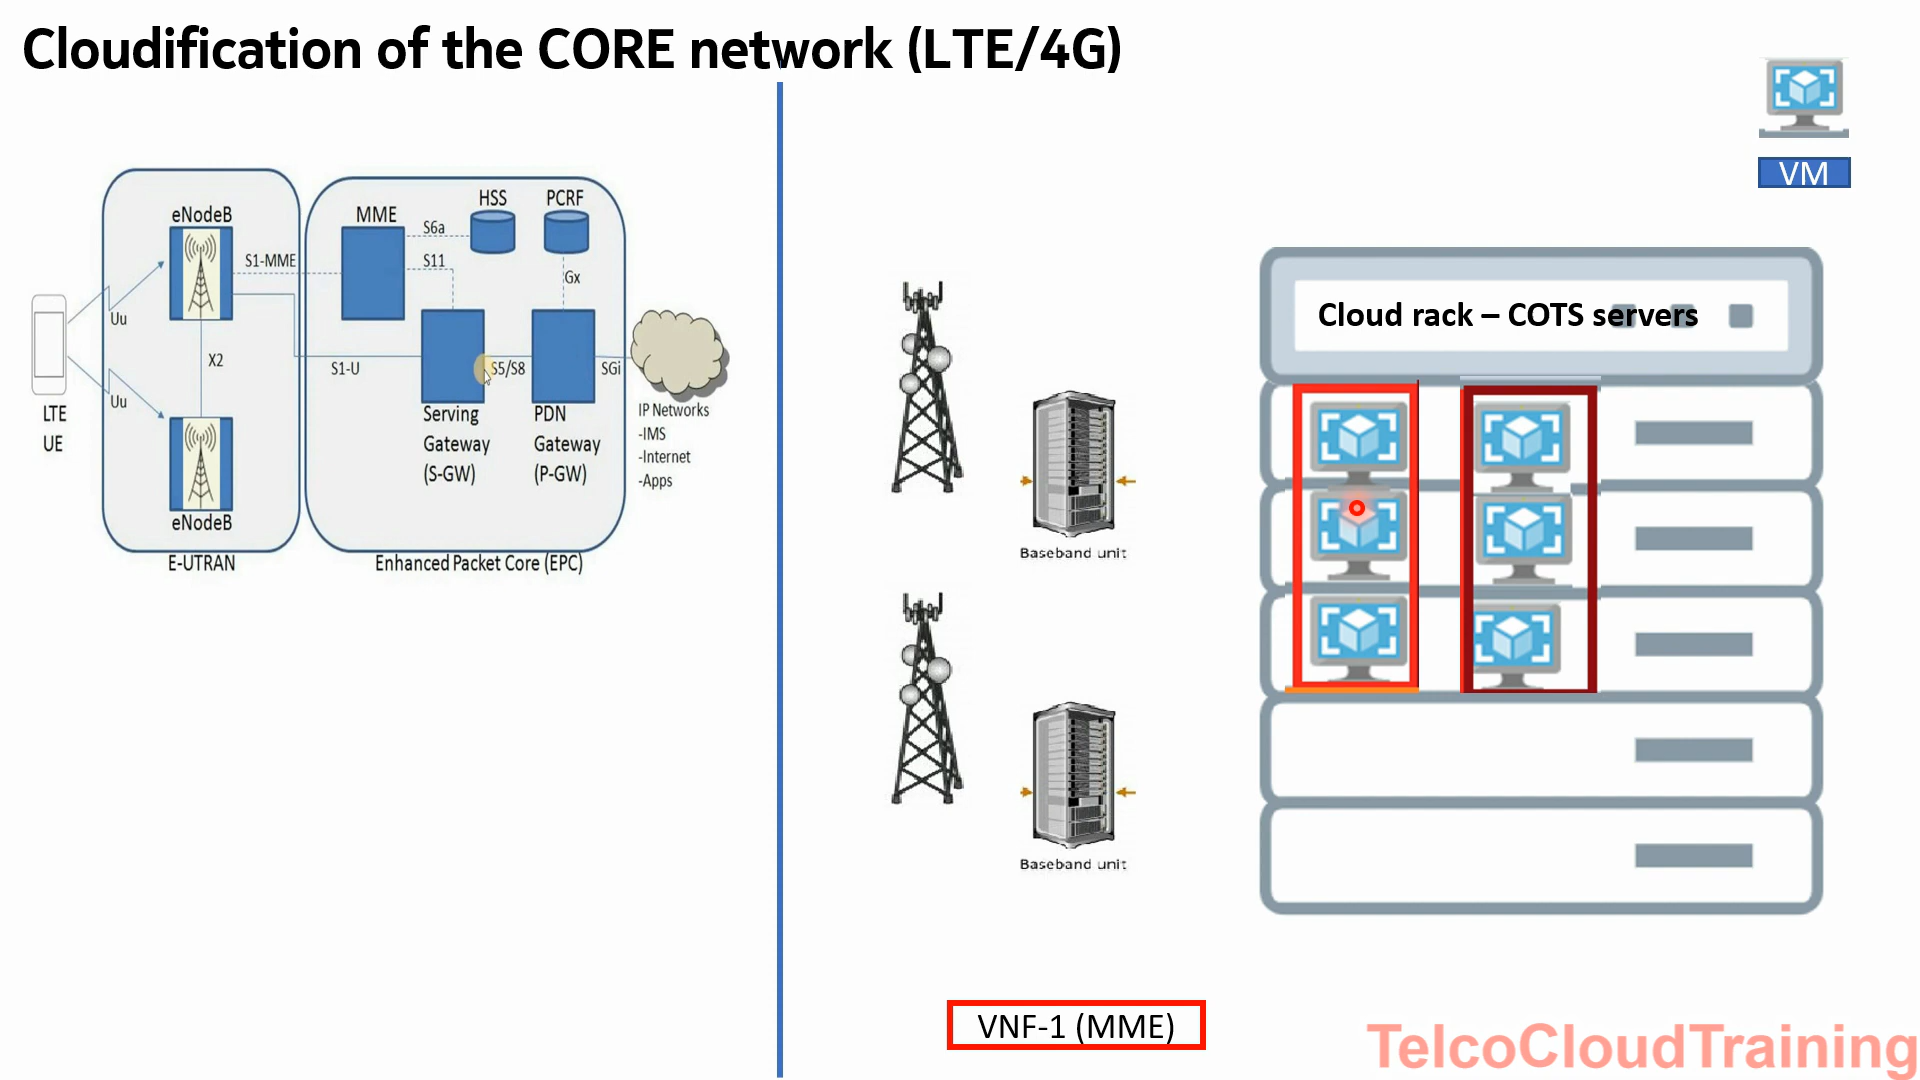 Cloudification of the CORE network (LTE/4G)
VM
HSS
PCRF
eNodeB
MME
S6a
S1-MME
S11
Gx
Uu
X2
S1-U
S5/S8
SGi
Uu
LTE
UE
Serving
Gateway
(S-GW)
PDN
Gateway
(P-GW)
IP Networks
-IMS
-Internet
-Apps
eNodeB
E-UTRAN
Enhanced Packet Core (EPC)
Cloud rack – COTS servers
Baseband unit
Baseband unit
VNF-1 (MME)
TelcoCloudTraining